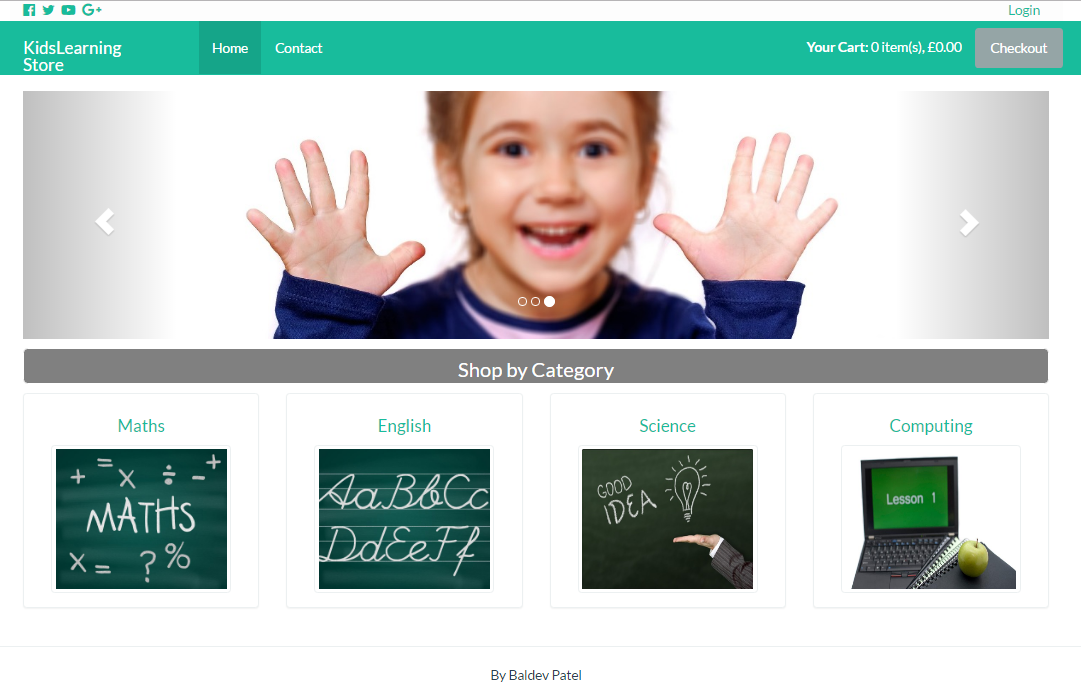 Login
KidsLearning
Store
Home
Contact
Your Cart: 0 item(s), £0.00
Checkout
Shop by Category
Maths
English
Science
Computing
+ = x ÷ - +
MATHS
x = ? %
AaBbCc
DdEeFf
GOOD
IDEA
Lesson 1
By Baldev Patel